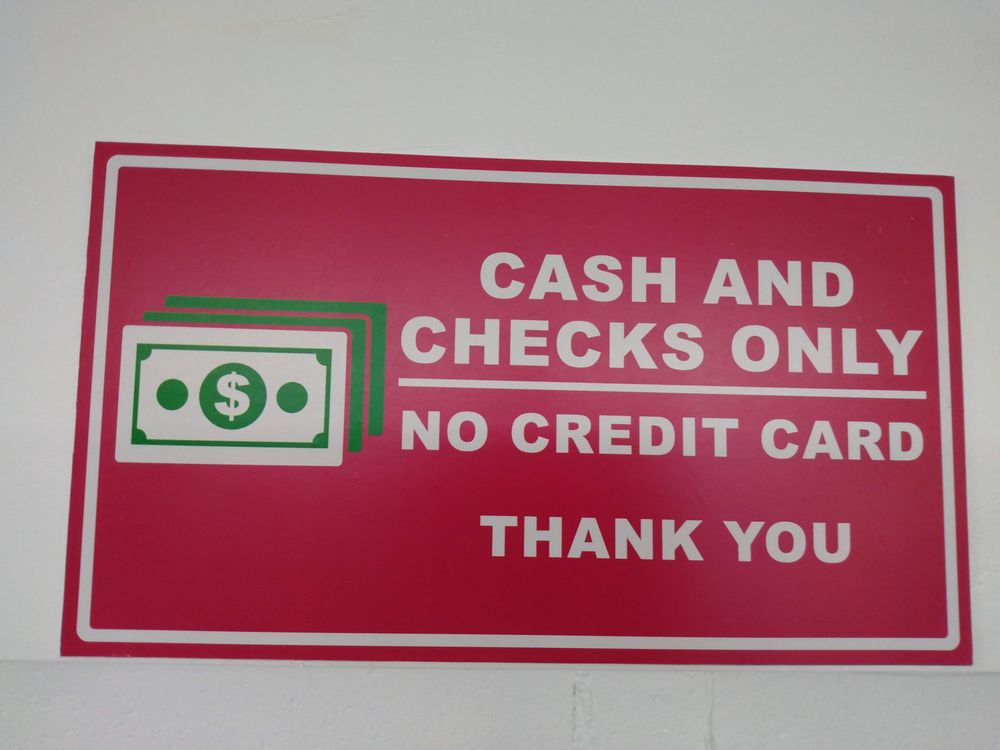 CASH AND
CHECKS ONLY
NO CREDIT CARD
THANK YOU
$